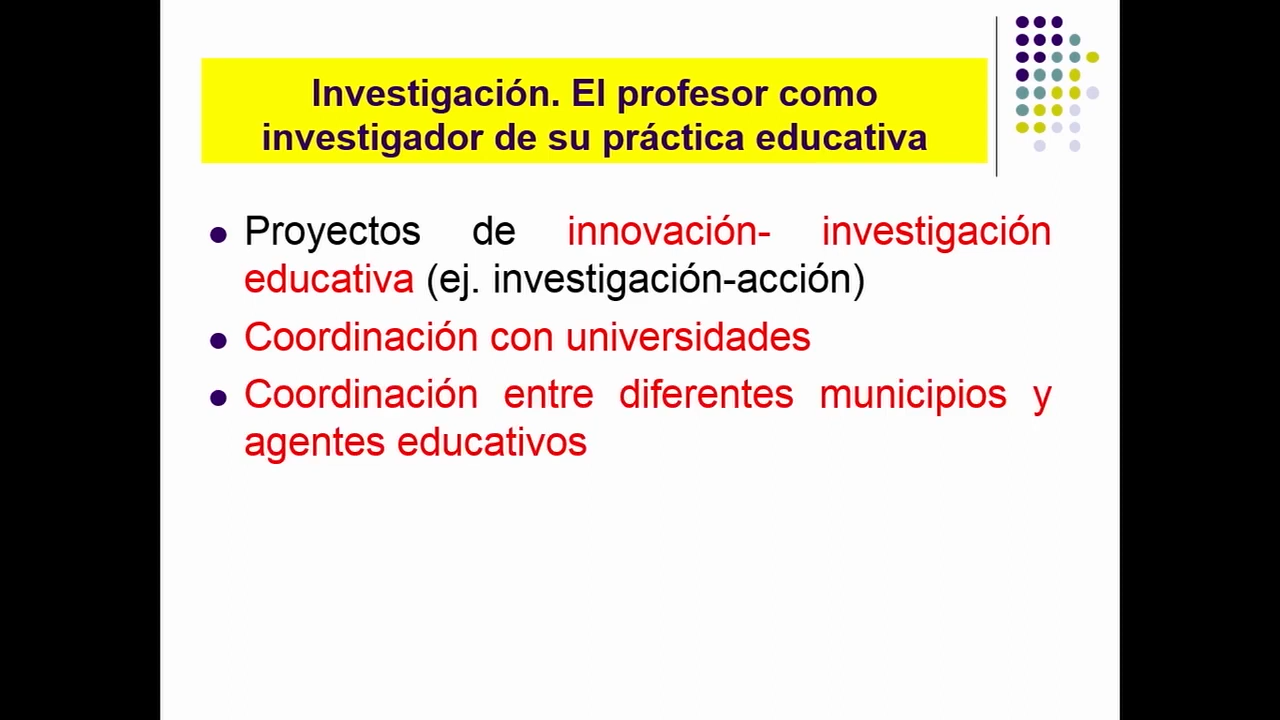 Investigación. El profesor como
investigador de su práctica educativa
Proyectos de innovación- investigación
educativa (ej. investigación-acción)
Coordinación con universidades
Coordinación entre diferentes municipios y
agentes educativos